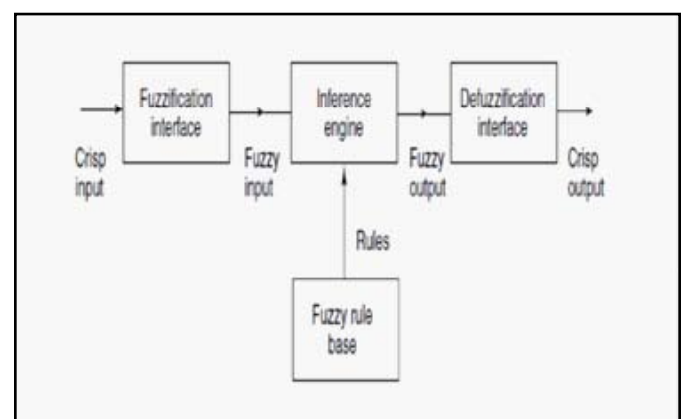 Fuzzification
interface
Inference
engine
Defuzzification
interface
Crisp
input
Fuzzy
input
Fuzzy
output
Crisp
output
Rules
Fuzzy rule
base